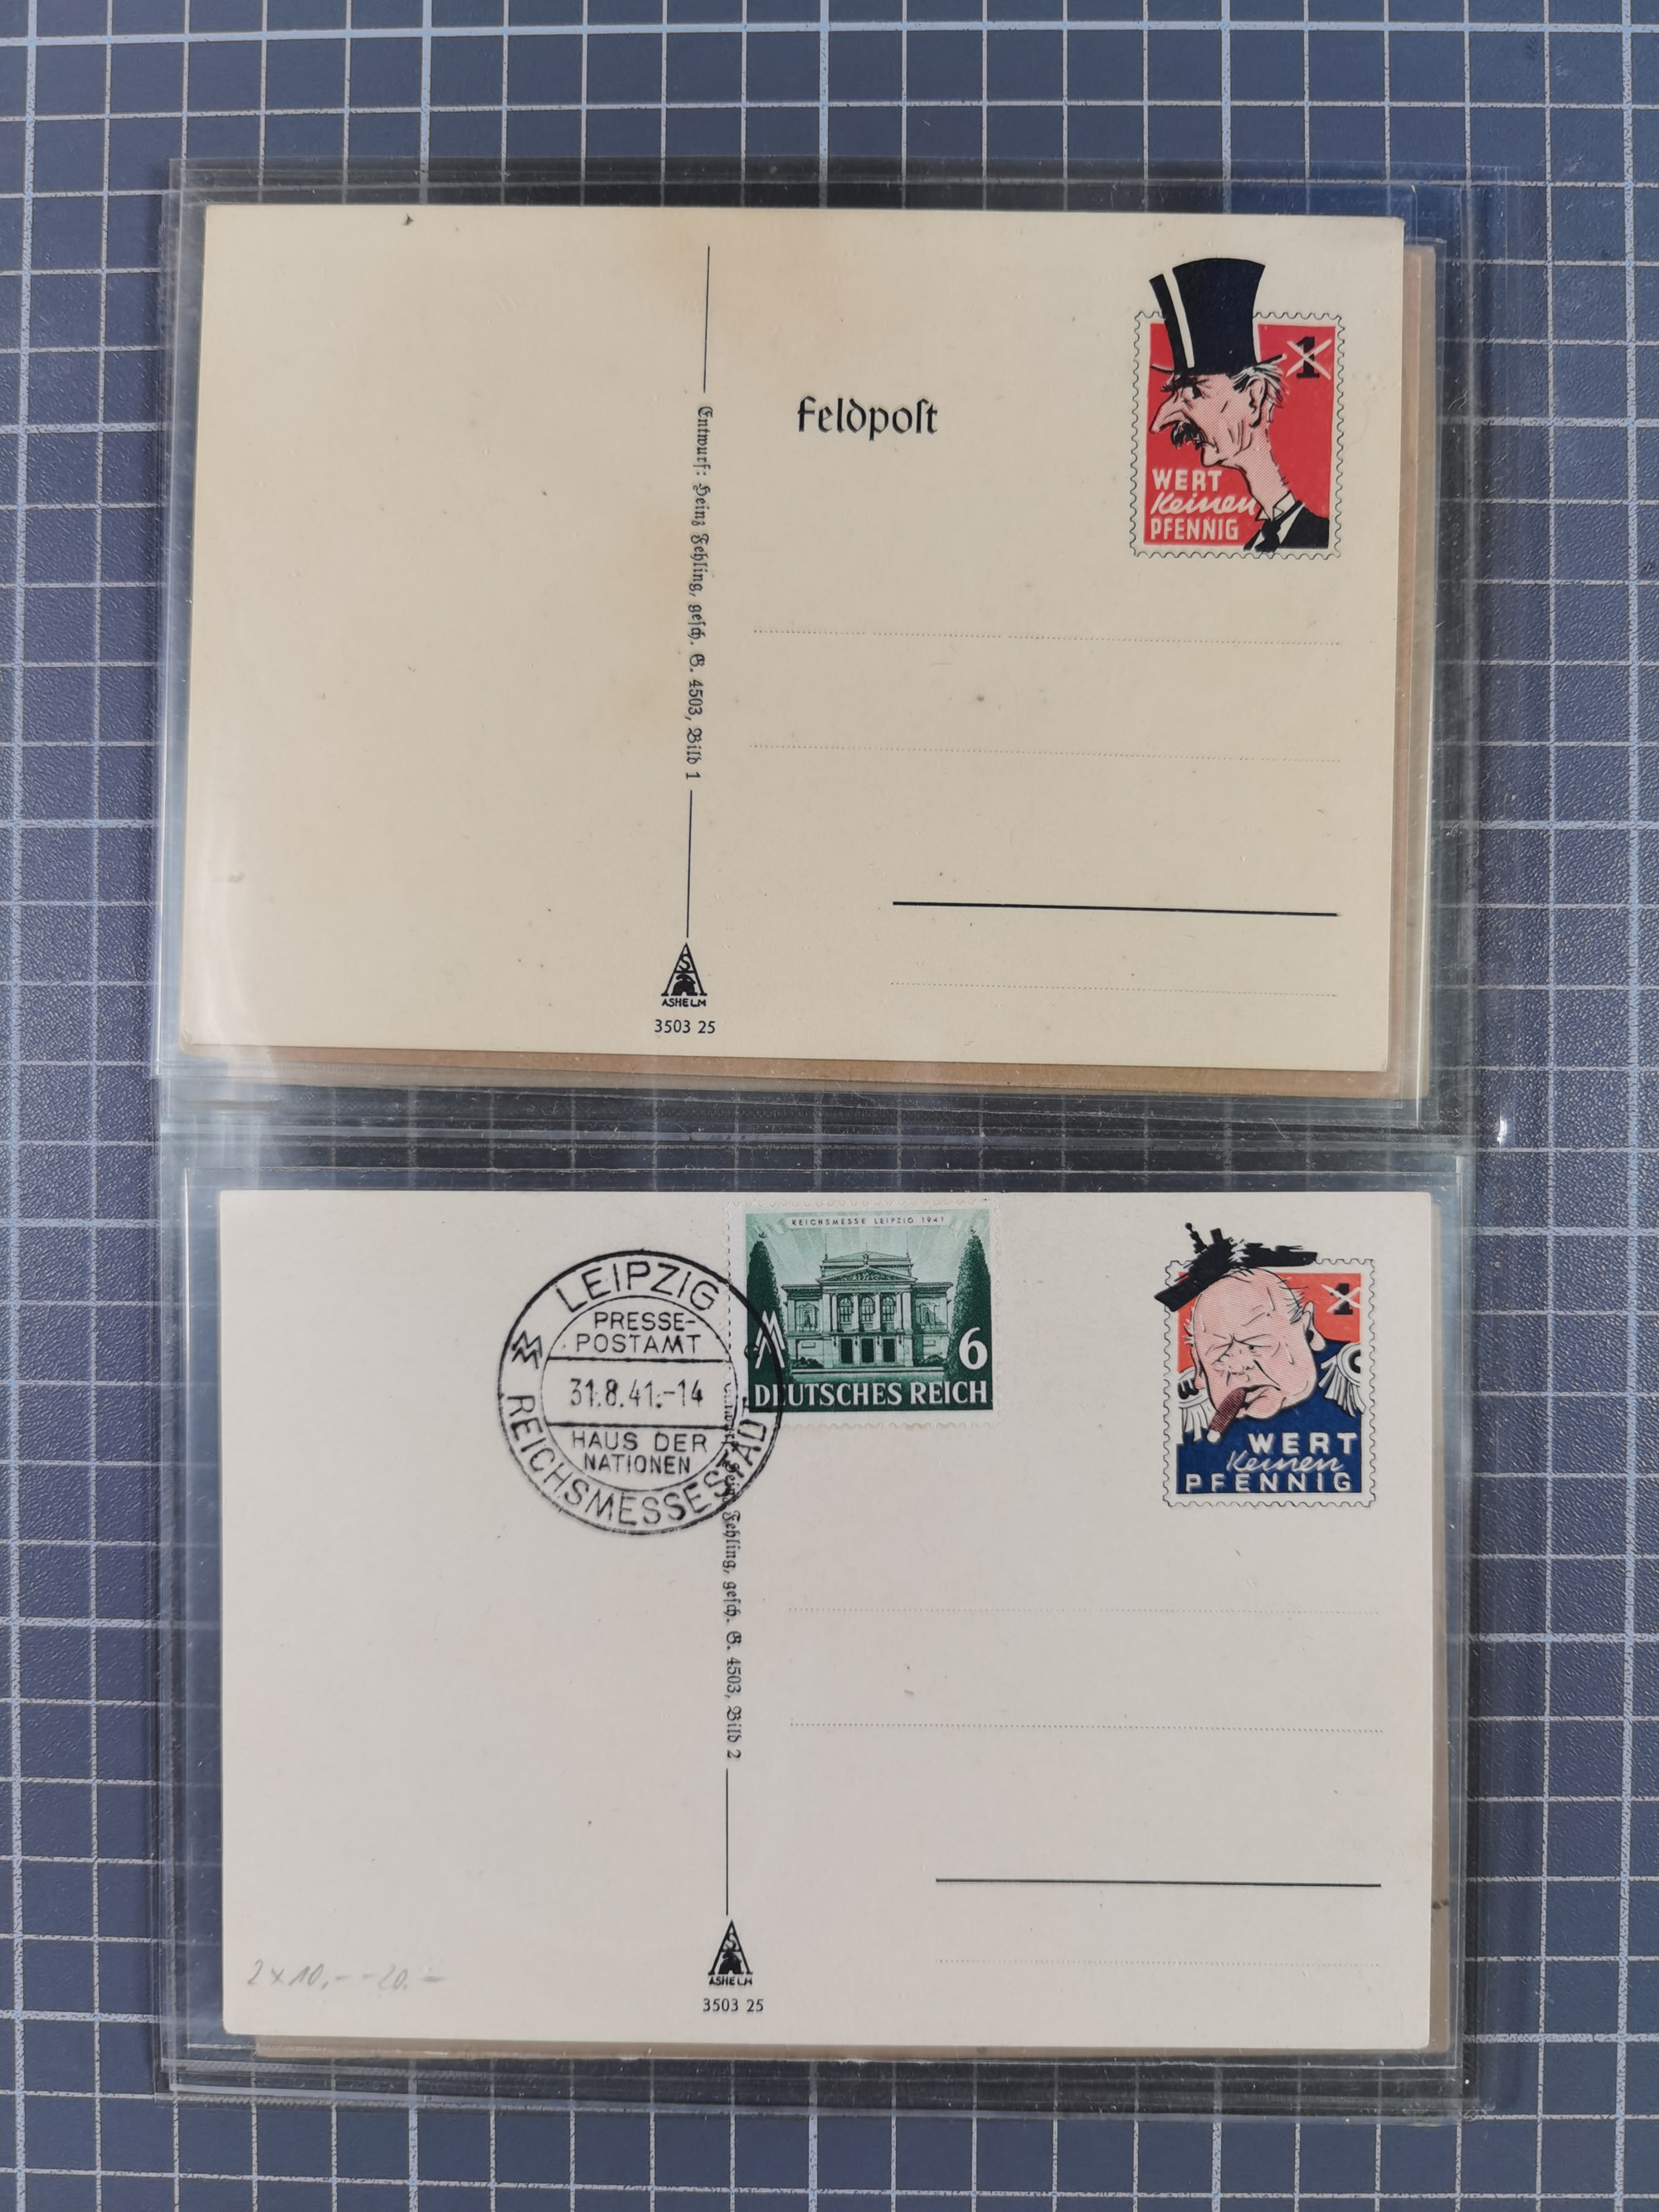 Feldpoſt
1
WERT
Keinen
PFENNIG
Entwurf: Heinz Fehling, geſch. G. 4503, Bild 1
ASHELM
3503 25
REICHSMESSE LEIPZIG 1941
6
DEUTSCHES REICH
LEIPZIG
PRESSE-
POSTAMT
31.8.41.-14
HAUS DER
NATIONEN
REICHSMESSESTADT
1
WERT
Keinen
PFENNIG
Fehling, geſch. G. 4503, Bild 2
ASHELM
3503 25
2 x 10,- - 20.-